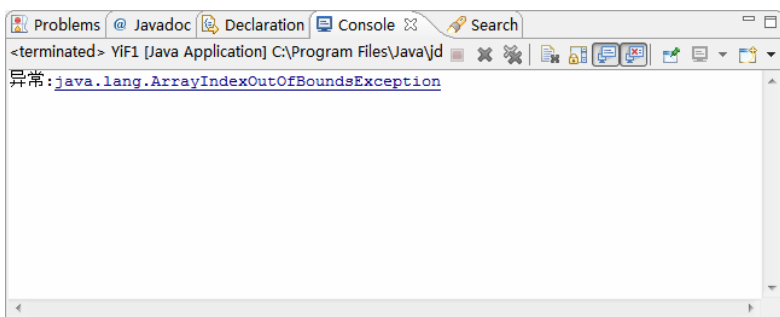 Problems @ Javadoc Declaration Console Search
<terminated> YiF1 [Java Application] C:\Program Files\Java\jd
异常:java.lang.ArrayIndexOutOfBoundsException